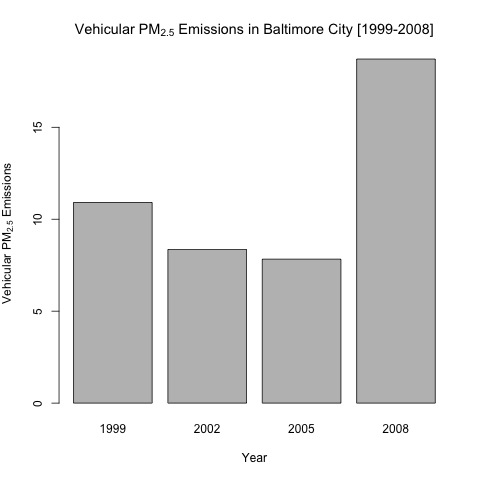 Vehicular PM2.5 Emissions in Baltimore City [1999-2008]
Vehicular PM2.5 Emissions
15
10
5
0
1999 2002 2005 2008
Year